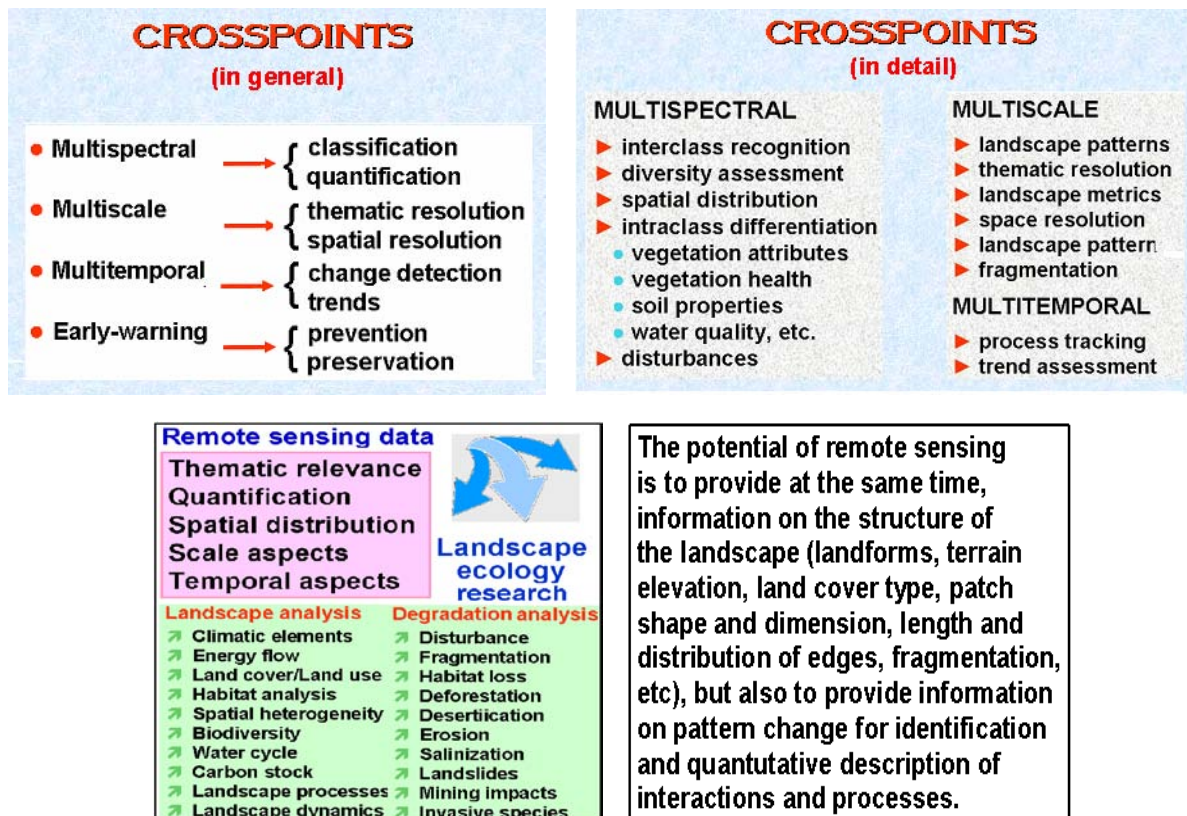 CROSSPOINTS
(in general)
Multispectral
classification
quantification
Multiscale
thematic resolution
spatial resolution
Multitemporal
change detection
trends
Early-warning
prevention
preservation
CROSSPOINTS
(in detail)
MULTISPECTRAL
interclass recognition
diversity assessment
spatial distribution
intraclass differentiation
vegetation attributes
vegetation health
soil properties
water quality, etc.
disturbances
MULTISCALE
landscape patterns
thematic resolution
landscape metrics
space resolution
landscape pattern
fragmentation
MULTITEMPORAL
process tracking
trend assessment
Remote sensing data
Thematic relevance
Quantification
Spatial distribution
Scale aspects
Temporal aspects
Landscape
ecology
research
Landscape analysis
Climatic elements
Energy flow
Land cover/Land use
Habitat analysis
Spatial heterogeneity
Biodiversity
Water cycle
Carbon stock
Landscape processes
Landscape dynamics
Degradation analysis
Disturbance
Fragmentation
Habitat loss
Deforestation
Desertiication
Erosion
Salinization
Landslides
Mining impacts
Invasive species
The potential of remote sensing
is to provide at the same time,
information on the structure of
the landscape (landforms, terrain
elevation, land cover type, patch
shape and dimension, length and
distribution of edges, fragmentation,
etc), but also to provide information
on pattern change for identification
and quantutative description of
interactions and processes.